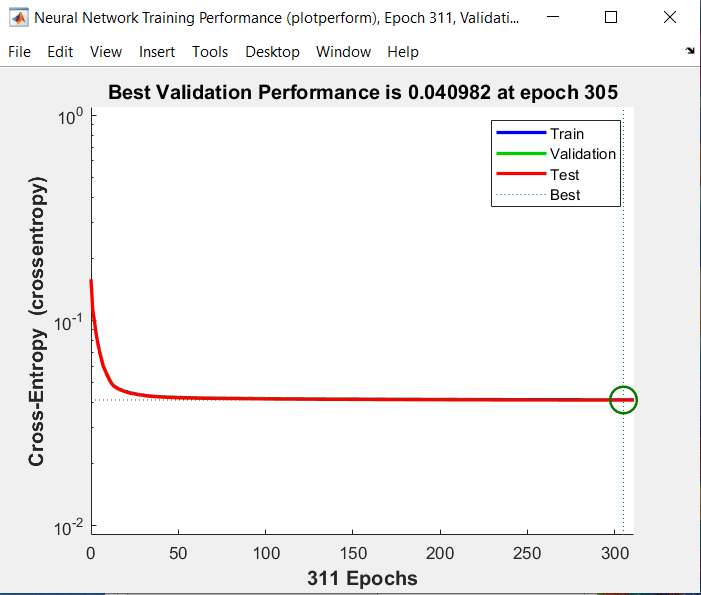 Neural Network Training Performance (plotperform), Epoch 311, Validati...
File Edit View Insert Tools Desktop Window Help
Best Validation Performance is 0.040982 at epoch 305
10^0
10^-1
10^-2
Cross-Entropy (crossentropy)
Train
Validation
Test
Best
0 50 100 150 200 250 300
311 Epochs